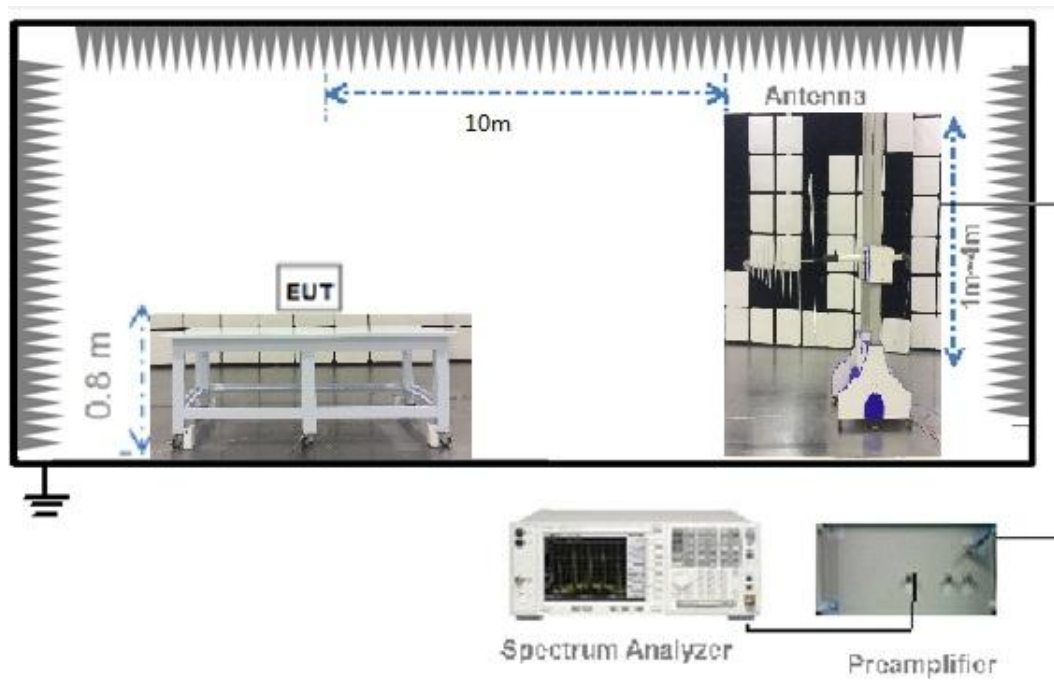 10m
Antenna
EUT
0.8 m
1m~4m
Spectrum Analyzer
Preamplifier